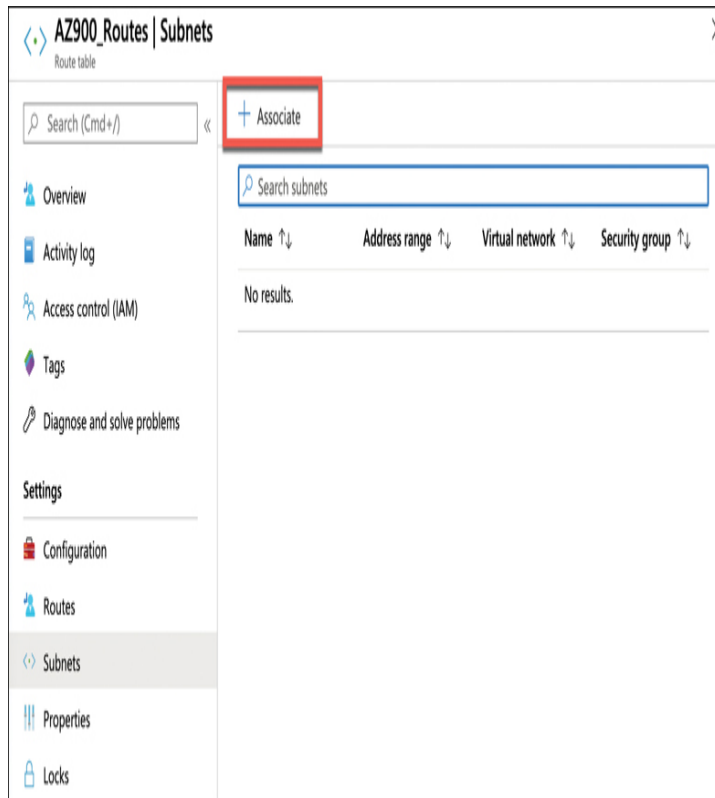 AZ900_Routes | Subnets
Route table
Search (Cmd+/)
«
+ Associate
Search subnets
Name ↑↓ Address range ↑↓ Virtual network ↑↓ Security group ↑↓
No results.
Overview
Activity log
Access control (IAM)
Tags
Diagnose and solve problems
Settings
Configuration
Routes
Subnets
Properties
Locks